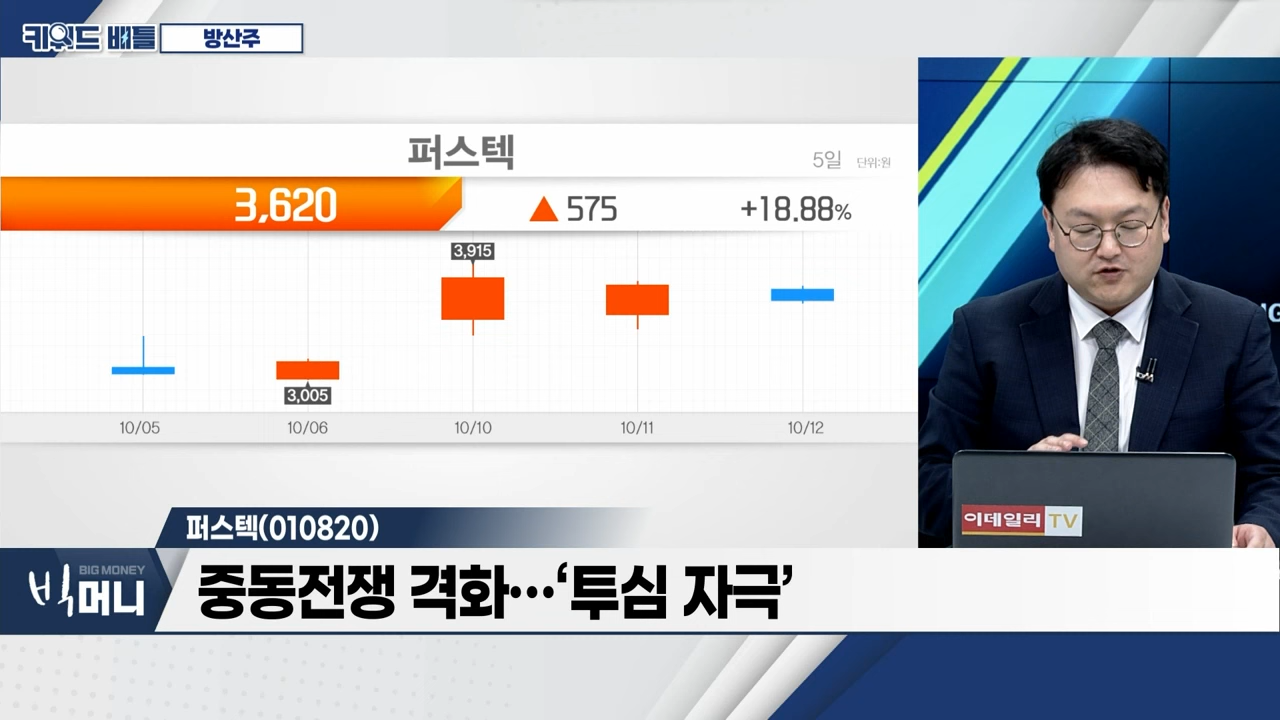 키워드 배틀
방산주
퍼스텍
5일 단위:원
3,620 ▲ 575 +18.88%
3,915
3,005
10/05 10/06 10/10 10/11 10/12
이데일리TV
퍼스텍(010820)
BIG MONEY
빅머니
중동전쟁 격화…‘투심 자극’